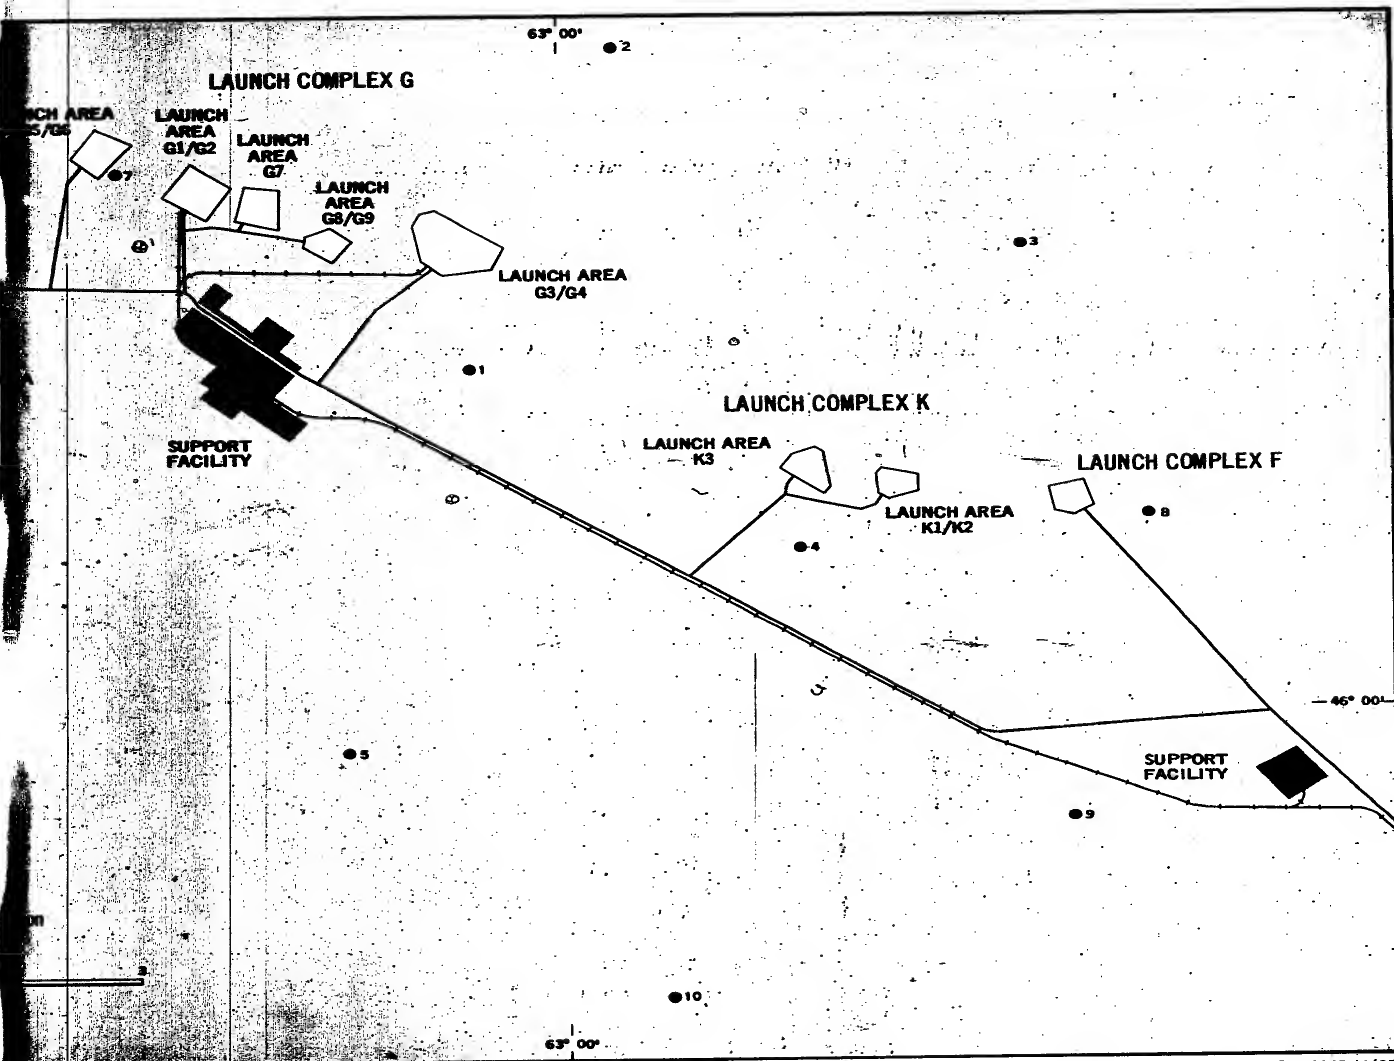 63° 00'
2
LAUNCH COMPLEX G
AREA
LAUNCH
AREA
G1/G2
LAUNCH
AREA
G7
LAUNCH
AREA
G8/G9
7
3
LAUNCH AREA
G3/G4
1
LAUNCH COMPLEX K
LAUNCH AREA
K3
SUPPORT
FACILITY
LAUNCH COMPLEX F
LAUNCH AREA
K1/K2
8
4
46° 00'
5
SUPPORT
FACILITY
9
3
10
63° 00'